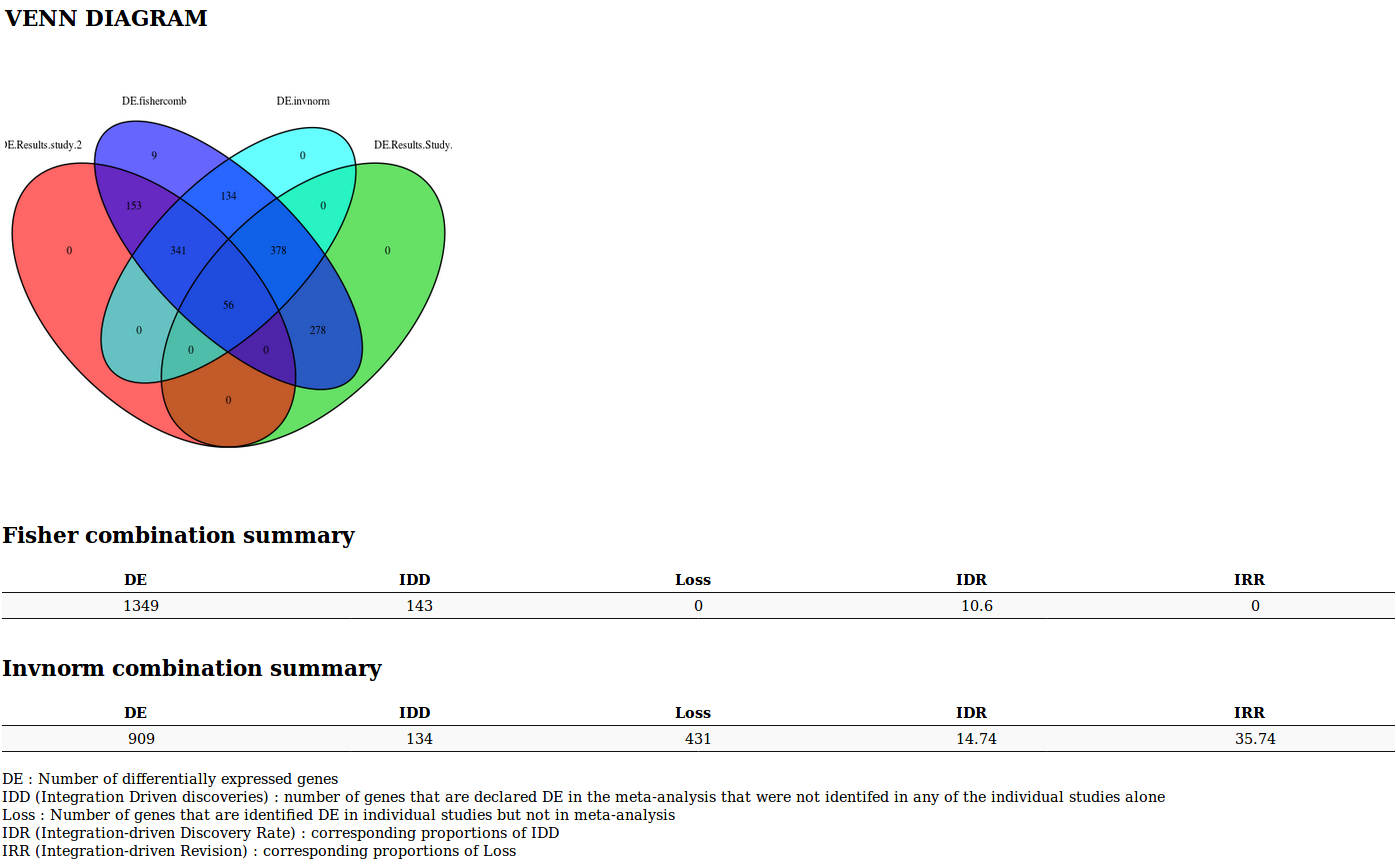 VENN DIAGRAM
DE.fishercomb DE.invnorm
DE.Results.study.2 DE.Results.Study.
9 0
134
153 0
0 341 378 0
56
0 278
0 0
0
Fisher combination summary
DE IDD Loss IDR IRR
1349 143 0 10.6 0
Invnorm combination summary
DE IDD Loss IDR IRR
909 134 431 14.74 35.74
DE : Number of differentially expressed genes
IDD (Integration Driven discoveries) : number of genes that are declared DE in the meta-analysis that were not identifed in any of the individual studies alone
Loss : Number of genes that are identified DE in individual studies but not in meta-analysis
IDR (Integration-driven Discovery Rate) : corresponding proportions of IDD
IRR (Integration-driven Revision) : corresponding proportions of Loss